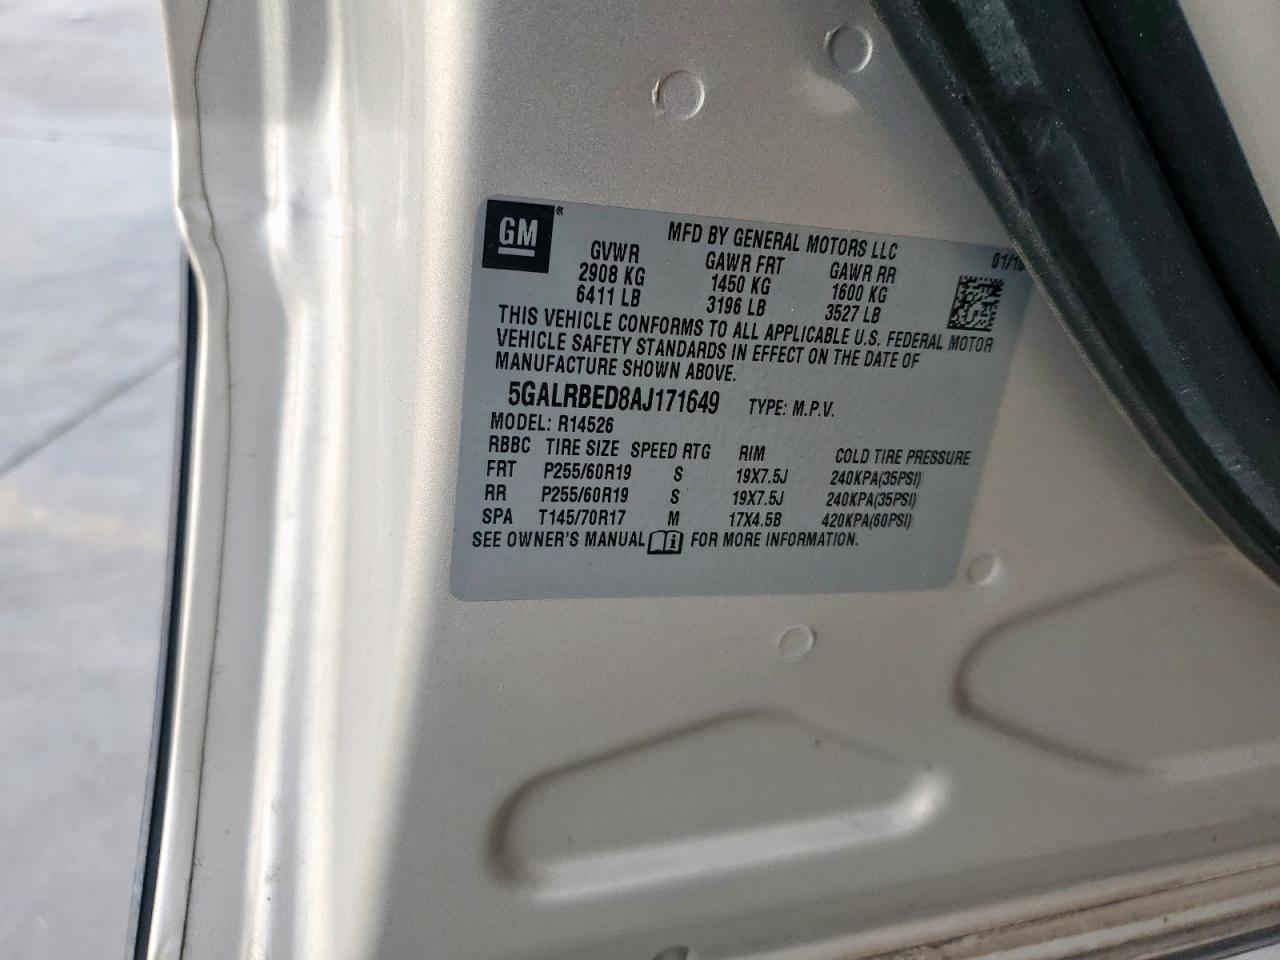 GM ®
MFD BY GENERAL MOTORS LLC
GVWR GAWR FRT GAWR RR
2908 KG 1450 KG 1600 KG
6411 LB 3196 LB 3527 LB
THIS VEHICLE CONFORMS TO ALL APPLICABLE U.S. FEDERAL MOTOR
VEHICLE SAFETY STANDARDS IN EFFECT ON THE DATE OF
MANUFACTURE SHOWN ABOVE.
5GALRBED8AJ171649 TYPE: M.P.V.
MODEL: R14526
RBBC TIRE SIZE SPEED RTG RIM COLD TIRE PRESSURE
FRT P255/60R19 S 19X7.5J 240KPA(35PSI)
RR P255/60R19 S 19X7.5J 240KPA(35PSI)
SPA T145/70R17 M 17X4.5B 420KPA(60PSI)
SEE OWNER'S MANUAL FOR MORE INFORMATION.